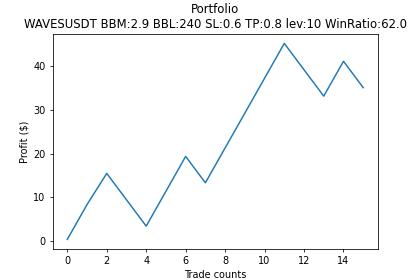 Portfolio
WAVESUSDT BBM:2.9 BBL:240 SL:0.6 TP:0.8 lev:10 WinRatio:62.0
40
30
20
10
0
Profit ($)
0 2 4 6 8 10 12 14
Trade counts